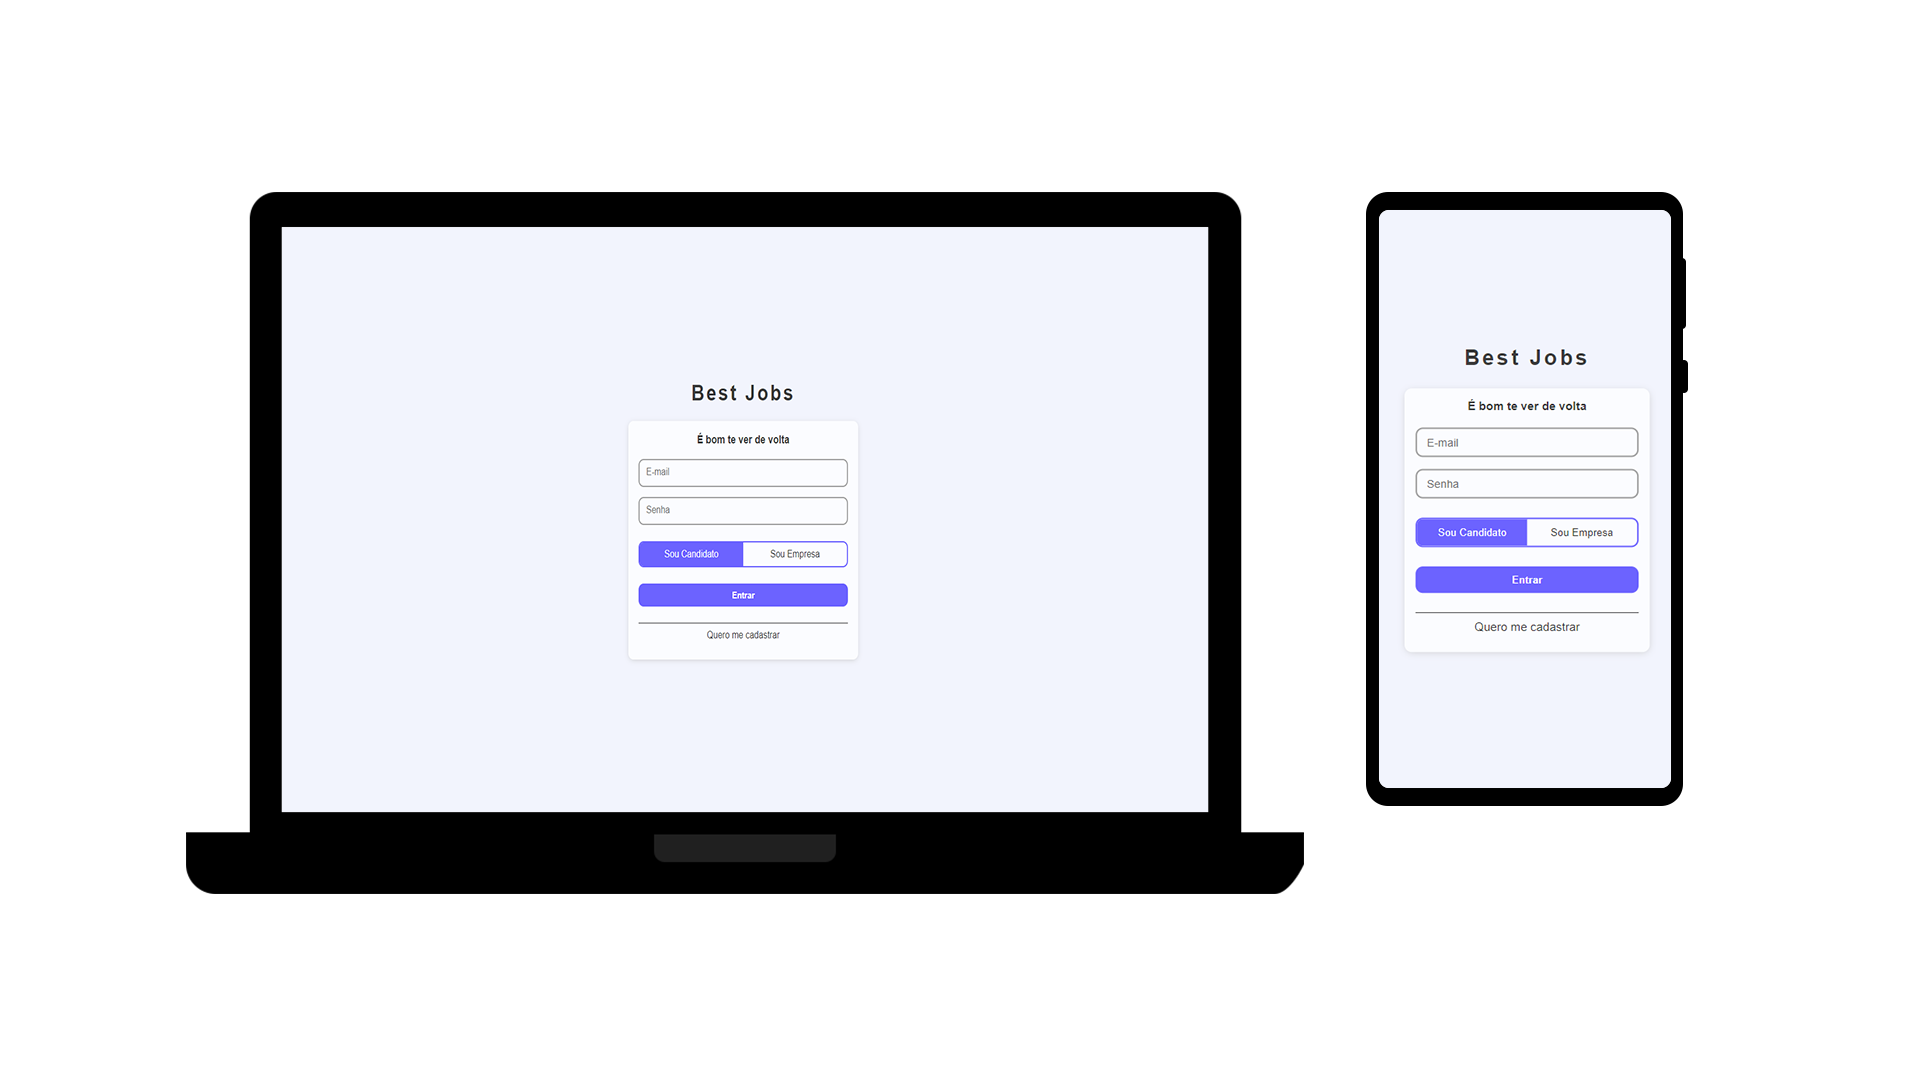 Best Jobs
É bom te ver de volta
E-mail
Senha
Sou Candidato Sou Empresa
Entrar
Quero me cadastrar
Best Jobs
É bom te ver de volta
E-mail
Senha
Sou Candidato Sou Empresa
Entrar
Quero me cadastrar